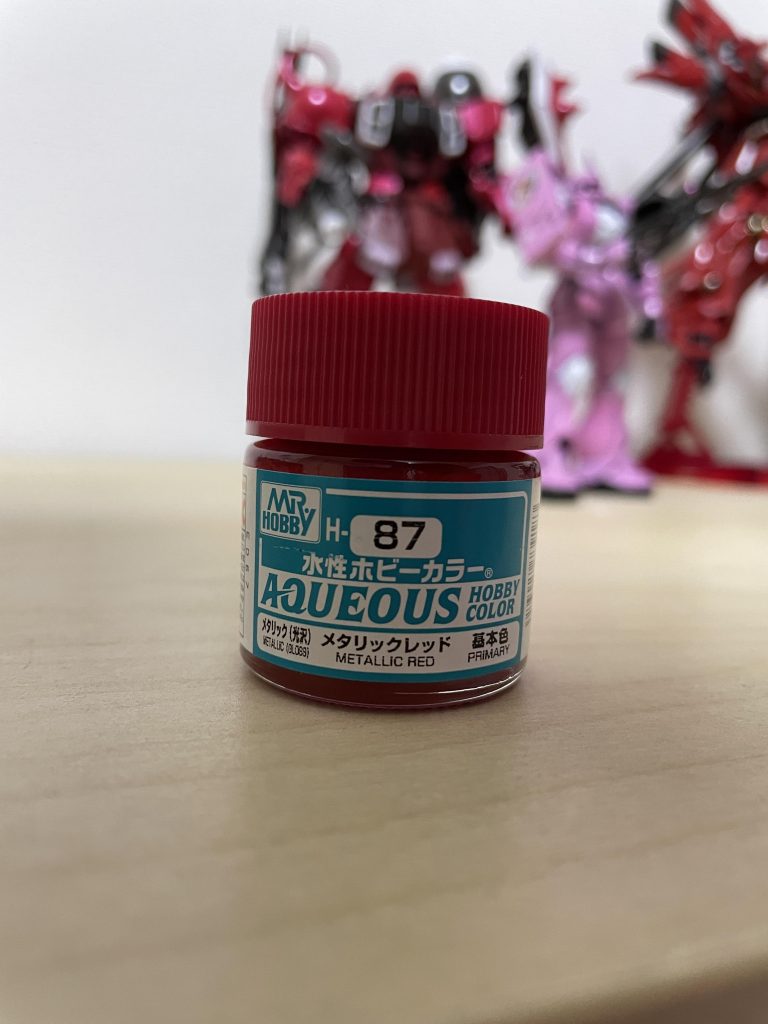 MR. HOBBY
H-87
水性ホビーカラー®
AQUEOUS HOBBY COLOR
メタリック(光沢) メタリックレッド 基本色
METALLIC (GLOSS) METALLIC RED PRIMARY